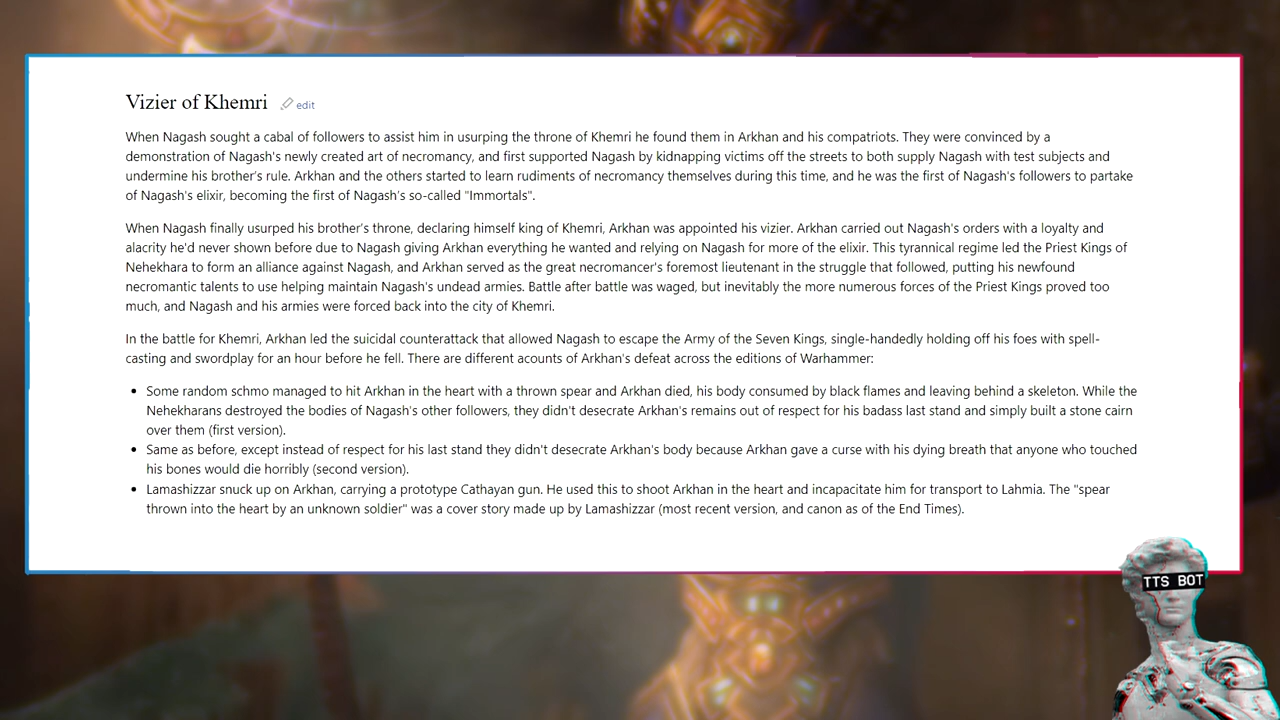 Vizier of Khemri edit
When Nagash sought a cabal of followers to assist him in usurping the throne of Khemri he found them in Arkhan and his compatriots. They were convinced by a
demonstration of Nagash's newly created art of necromancy, and first supported Nagash by kidnapping victims off the streets to both supply Nagash with test subjects and
undermine his brother's rule. Arkhan and the others started to learn rudiments of necromancy themselves during this time, and he was the first of Nagash's followers to partake
of Nagash's elixir, becoming the first of Nagash's so-called "Immortals".
When Nagash finally usurped his brother's throne, declaring himself king of Khemri, Arkhan was appointed his vizier. Arkhan carried out Nagash's orders with a loyalty and
alacrity he'd never shown before due to Nagash giving Arkhan everything he wanted and relying on Nagash for more of the elixir. This tyrannical regime led the Priest Kings of
Nehekhara to form an alliance against Nagash, and Arkhan served as the great necromancer's foremost lieutenant in the struggle that followed, putting his newfound
necromantic talents to use helping maintain Nagash's undead armies. Battle after battle was waged, but inevitably the more numerous forces of the Priest Kings proved too
much, and Nagash and his armies were forced back into the city of Khemri.
In the battle for Khemri, Arkhan led the suicidal counterattack that allowed Nagash to escape the Army of the Seven Kings, single-handedly holding off his foes with spell-
casting and swordplay for an hour before he fell. There are different acounts of Arkhan's defeat across the editions of Warhammer:
• Some random schmo managed to hit Arkhan in the heart with a thrown spear and Arkhan died, his body consumed by black flames and leaving behind a skeleton. While the
Nehekharans destroyed the bodies of Nagash's other followers, they didn't desecrate Arkhan's remains out of respect for his badass last stand and simply built a stone cairn
over them (first version).
• Same as before, except instead of respect for his last stand they didn't desecrate Arkhan's body because Arkhan gave a curse with his dying breath that anyone who touched
his bones would die horribly (second version).
• Lamashizzar snuck up on Arkhan, carrying a prototype Cathayan gun. He used this to shoot Arkhan in the heart and incapacitate him for transport to Lahmia. The "spear
thrown into the heart by an unknown soldier" was a cover story made up by Lamashizzar (most recent version, and canon as of the End Times).
TTS BOT